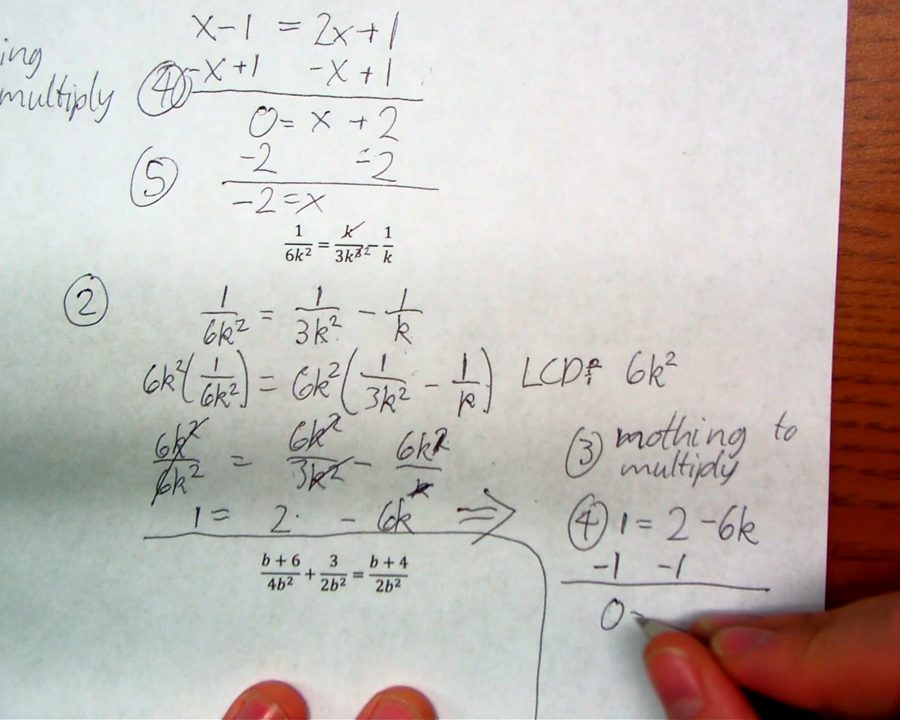 x-1 = 2x+1
ing
④ -x+1 -x+1
multiply
0 = x +2
⑤ -2 -2
-2=x
1/6k² = k/3k³² - 1/k
② 1/6k² = 1/3k² - 1/k
6k²(1/6k²) = 6k²(1/3k² - 1/k) LCD: 6k²
6k²/6k² = 6k²/3k² - 6k²/k
③ mothing to
multiply
1 = 2 - 6k ⇒
④ 1 = 2 -6k
-1 -1
0 =
b+6/4b² + 3/2b² = b+4/2b²